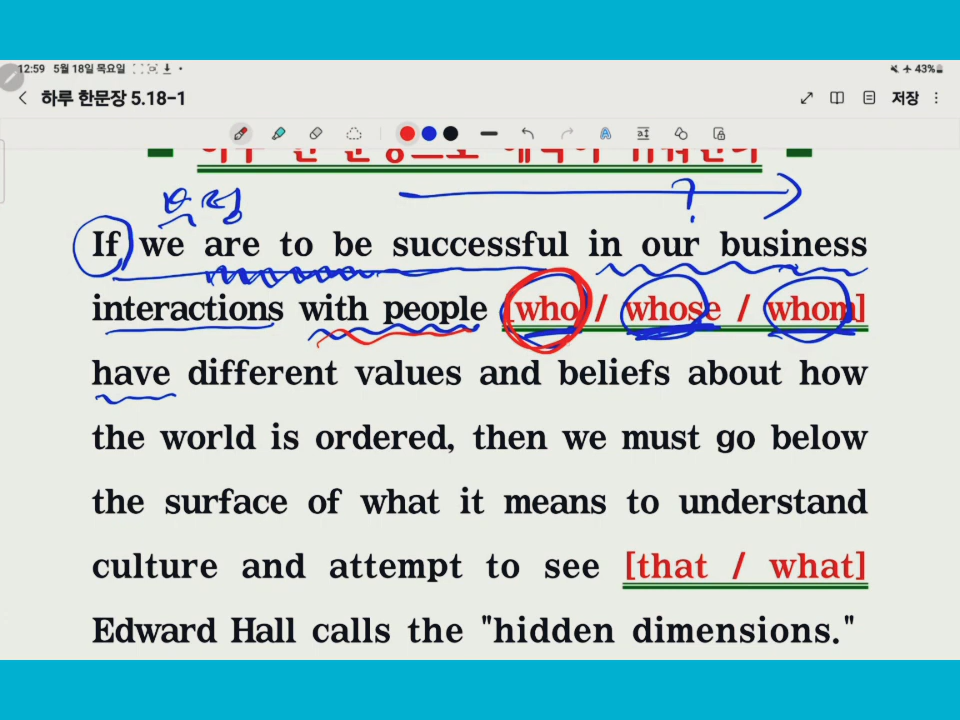 12:59 5월 18일 목요일
43%
하루 한문장 5.18-1
저장
If we are to be successful in our business
interactions with people [who / whose / whom]
have different values and beliefs about how
the world is ordered, then we must go below
the surface of what it means to understand
culture and attempt to see [that / what]
Edward Hall calls the "hidden dimensions."